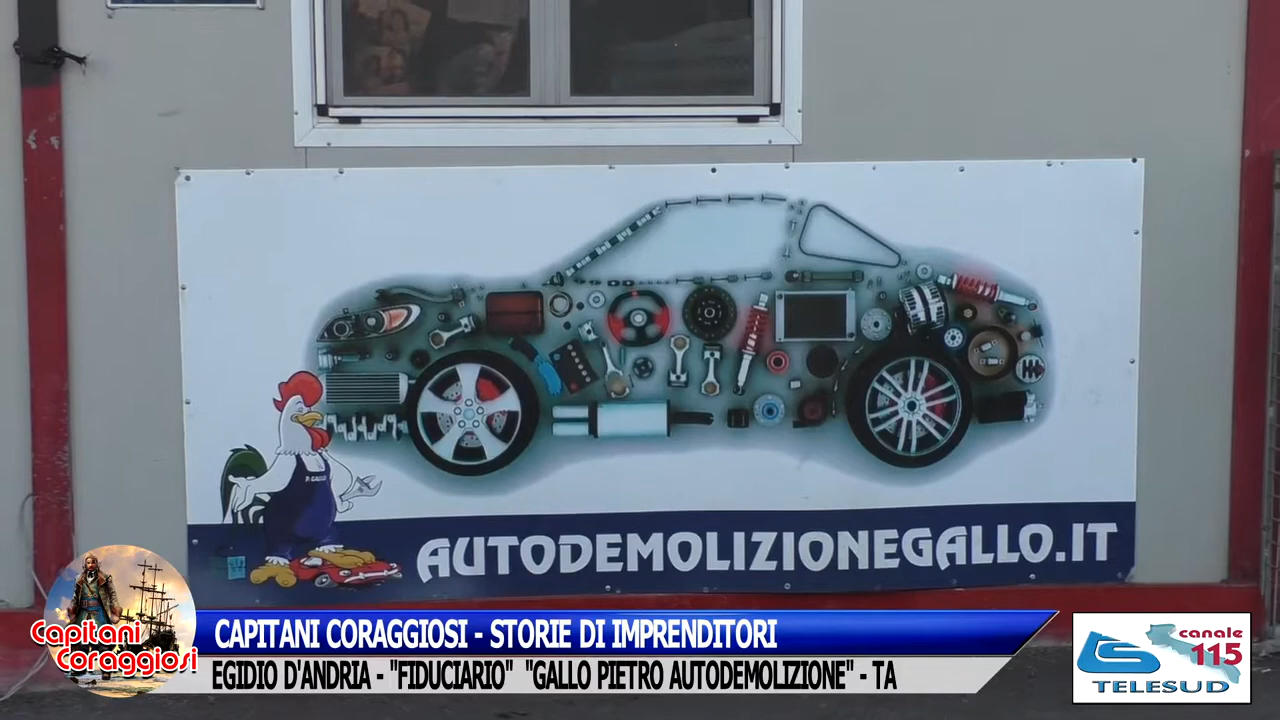 P. GALLO
AUTODEMOLIZIONEGALLO.IT
Capitani
Coraggiosi
CAPITANI CORAGGIOSI - STORIE DI IMPRENDITORI
EGIDIO D'ANDRIA - "FIDUCIARIO" "GALLO PIETRO AUTODEMOLIZIONE" - TA
canale
115
TELESUD